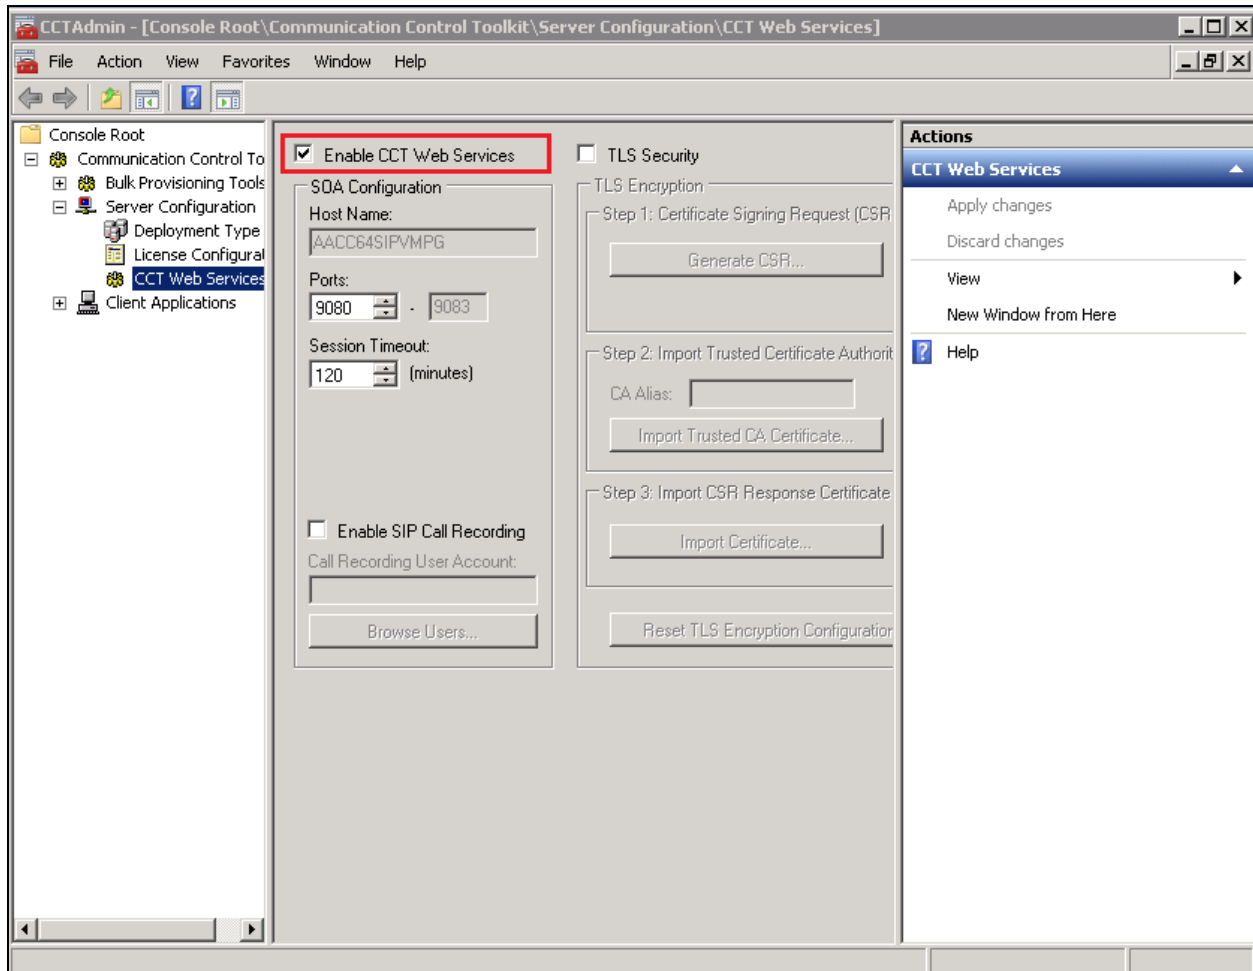 CCTAdmin - [Console Root\Communication Control Toolkit\Server Configuration\CCT Web Services]
File Action View Favorites Window Help
Console Root
Communication Control To
Bulk Provisioning Tools
Server Configuration
Deployment Type
License Configurat
CCT Web Services
Client Applications
Enable CCT Web Services
SOA Configuration
Host Name:
AACC64SIPVMPG
Ports:
9080 - 9083
Session Timeout:
120 (minutes)
Enable SIP Call Recording
Call Recording User Account:
Browse Users...
TLS Security
TLS Encryption
Step 1: Certificate Signing Request (CSR
Generate CSR...
Step 2: Import Trusted Certificate Authorit
CA Alias:
Import Trusted CA Certificate...
Step 3: Import CSR Response Certificate
Import Certificate...
Reset TLS Encryption Configuration
Actions
CCT Web Services
Apply changes
Discard changes
View
New Window from Here
Help